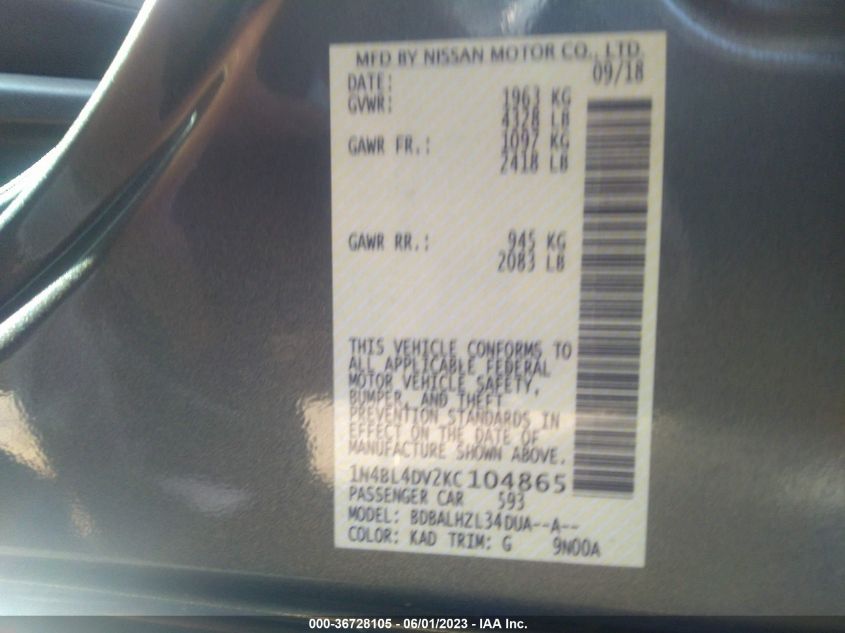 MFD BY NISSAN MOTOR CO., LTD.
DATE: 09/18
GVWR: 1963 KG
4328 LB
GAWR FR.: 1097 KG
2418 LB
GAWR RR.: 945 KG
2083 LB
THIS VEHICLE CONFORMS TO
ALL APPLICABLE FEDERAL
MOTOR VEHICLE SAFETY,
BUMPER, AND THEFT
PREVENTION STANDARDS IN
EFFECT ON THE DATE OF
MANUFACTURE SHOWN ABOVE.
1N4BL4DV2KC104865
PASSENGER CAR 593
MODEL: BDBALHZL34DUA--A--
COLOR: KAD TRIM: G 9N00A
000-36728105 - 06/01/2023 - IAA Inc.